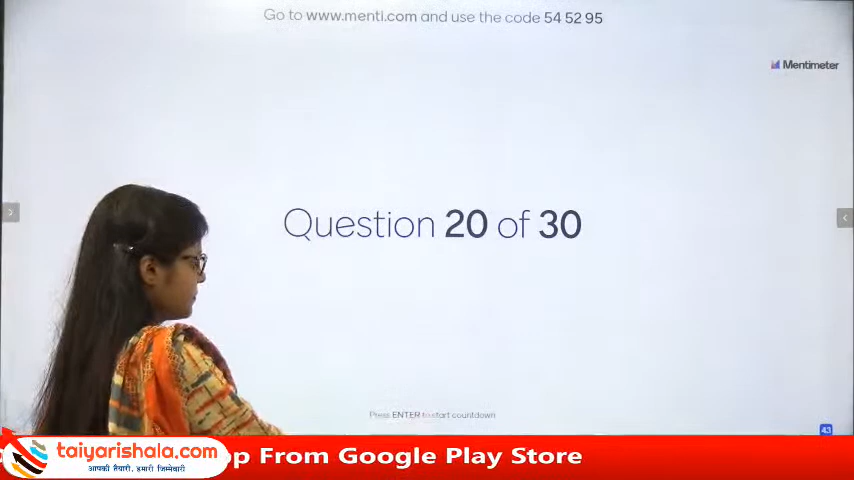 Go to www.menti.com and use the code 54 52 95
Mentimeter
Question 20 of 30
Press ENTER to start countdown
43
taiyarishala.com
आपकी तैयारी, हमारी जिम्मेवारी
p From Google Play Store